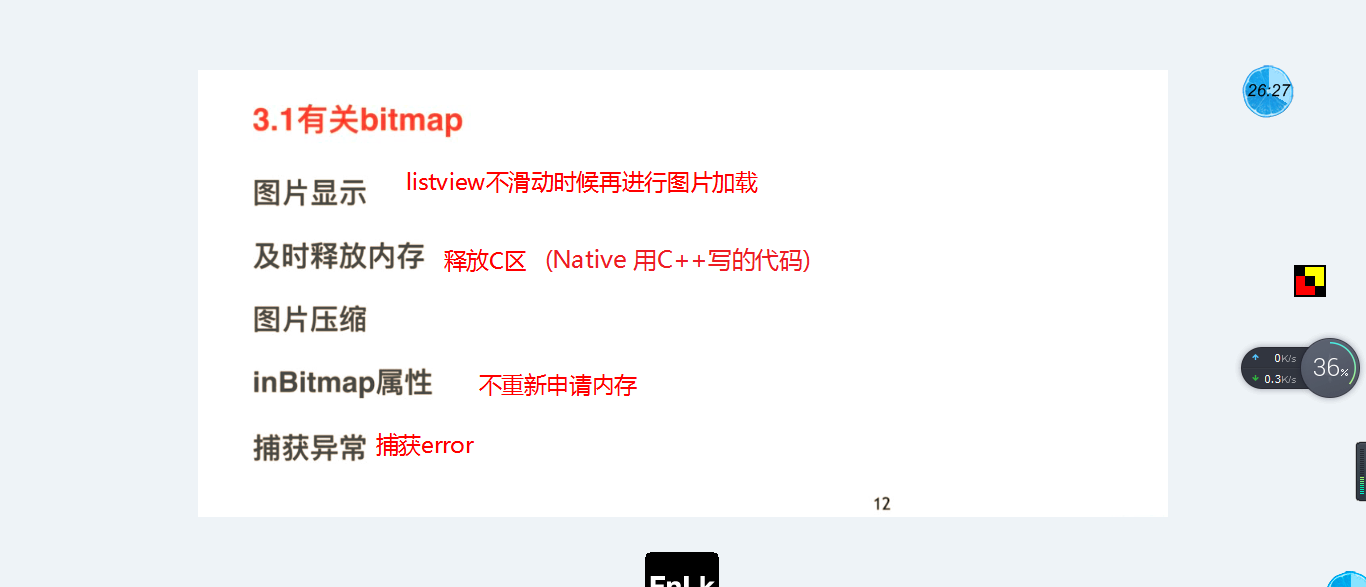 26:27
3.1有关bitmap
图片显示 listview不滑动时候再进行图片加载
及时释放内存 释放C区 (Native 用C++写的代码)
图片压缩
0K/s
36%
0.3K/s
inBitmap属性 不重新申请内存
捕获异常 捕获error
12
EnLk